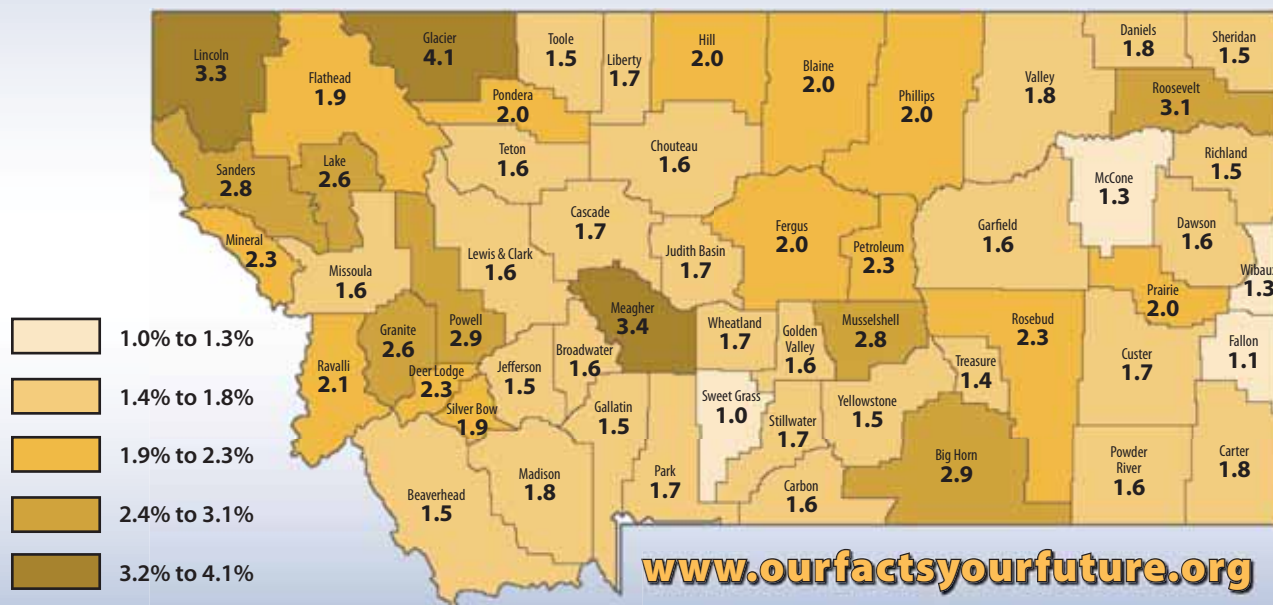 Lincoln
3.3
Flathead
1.9
Glacier
4.1
Toole
1.5
Liberty
1.7
Hill
2.0
Blaine
2.0
Phillips
2.0
Valley
1.8
Daniels
1.8
Sheridan
1.5
Roosevelt
3.1
Pondera
2.0
Teton
1.6
Chouteau
1.6
Sanders
2.8
Lake
2.6
McCone
1.3
Richland
1.5
Dawson
1.6
Wibaux
1.3
Mineral
2.3
Missoula
1.6
Lewis & Clark
1.6
Cascade
1.7
Judith Basin
1.7
Fergus
2.0
Petroleum
2.3
Garfield
1.6
Prairie
2.0
Granite
2.6
Powell
2.9
Meagher
3.4
Wheatland
1.7
Golden
Valley
1.6
Musselshell
2.8
Rosebud
2.3
Treasure
1.4
Custer
1.7
Fallon
1.1
Ravalli
2.1
Deer Lodge
2.3
Silver Bow
1.9
Jefferson
1.5
Broadwater
1.6
Gallatin
1.5
Sweet Grass
1.0
Stillwater
1.7
Yellowstone
1.5
Big Horn
2.9
Powder
River
1.6
Carter
1.8
Beaverhead
1.5
Madison
1.8
Park
1.7
Carbon
1.6
1.0% to 1.3%
1.4% to 1.8%
1.9% to 2.3%
2.4% to 3.1%
3.2% to 4.1%
www.ourfactsyourfuture.org